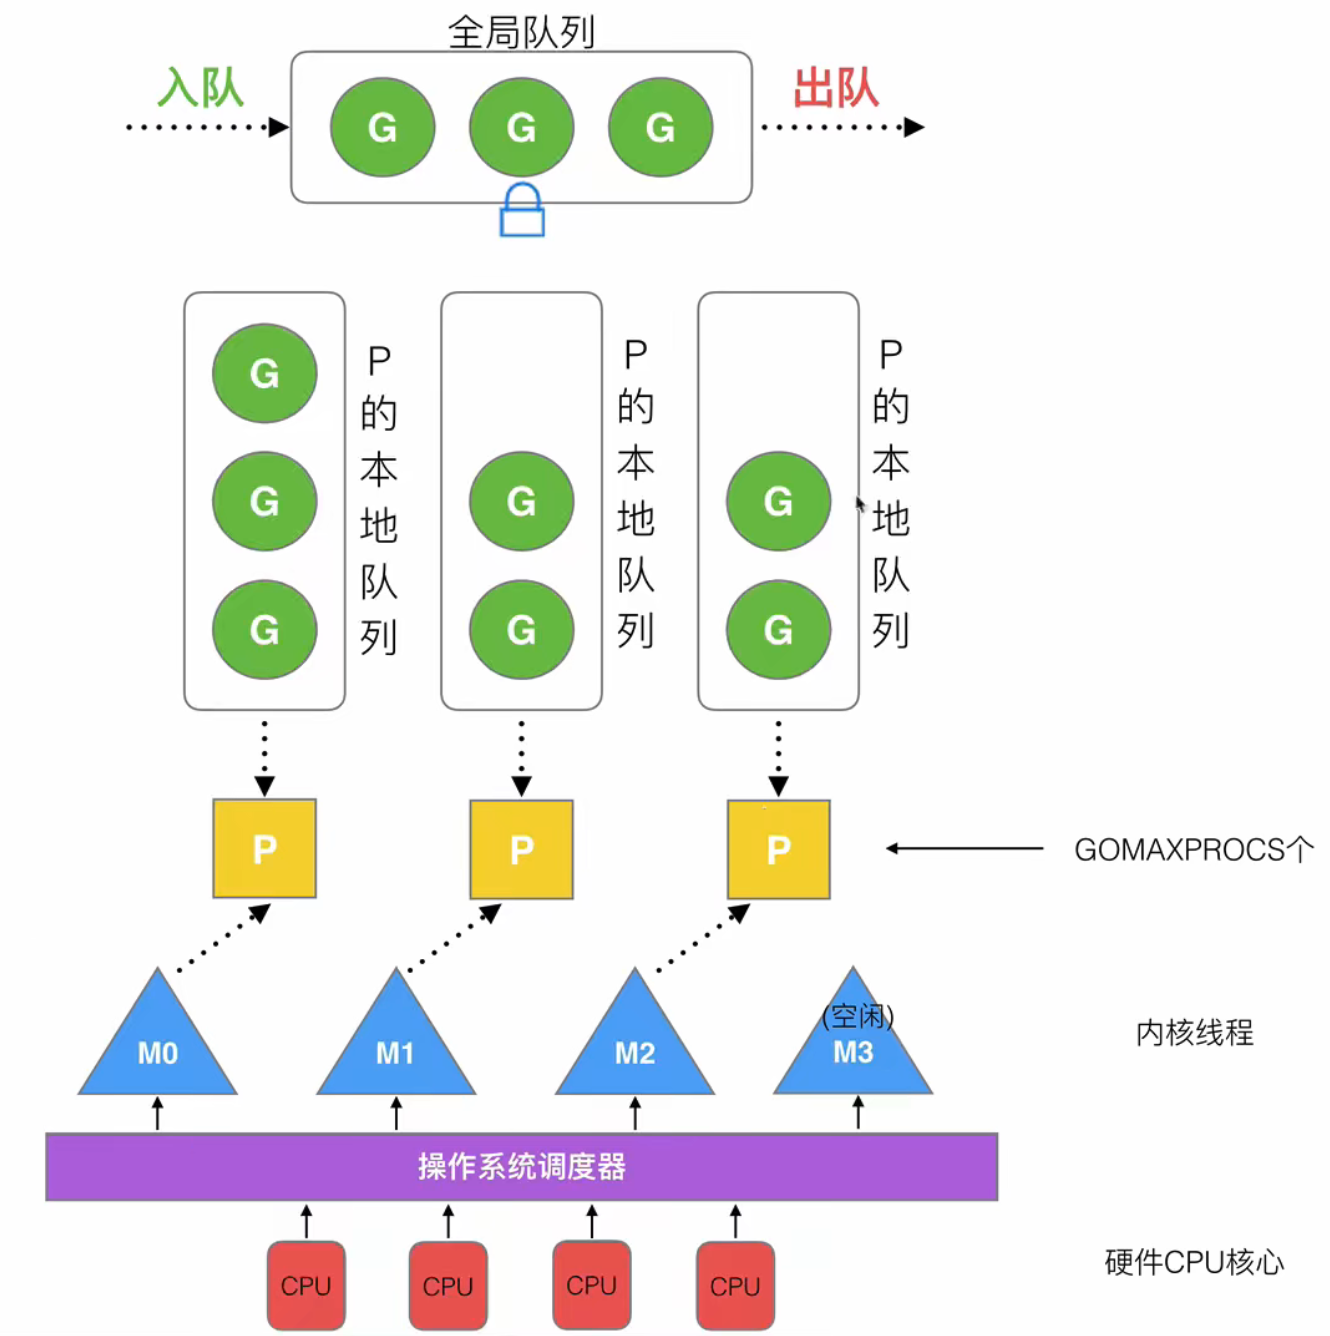 全局队列
入队
出队
G G G
G
G
G
P的本地队列
G
G
P的本地队列
G
G
P的本地队列
P P P
GOMAXPROCS个
(空闲)
M0 M1 M2 M3
内核线程
操作系统调度器
CPU CPU CPU CPU
硬件CPU核心